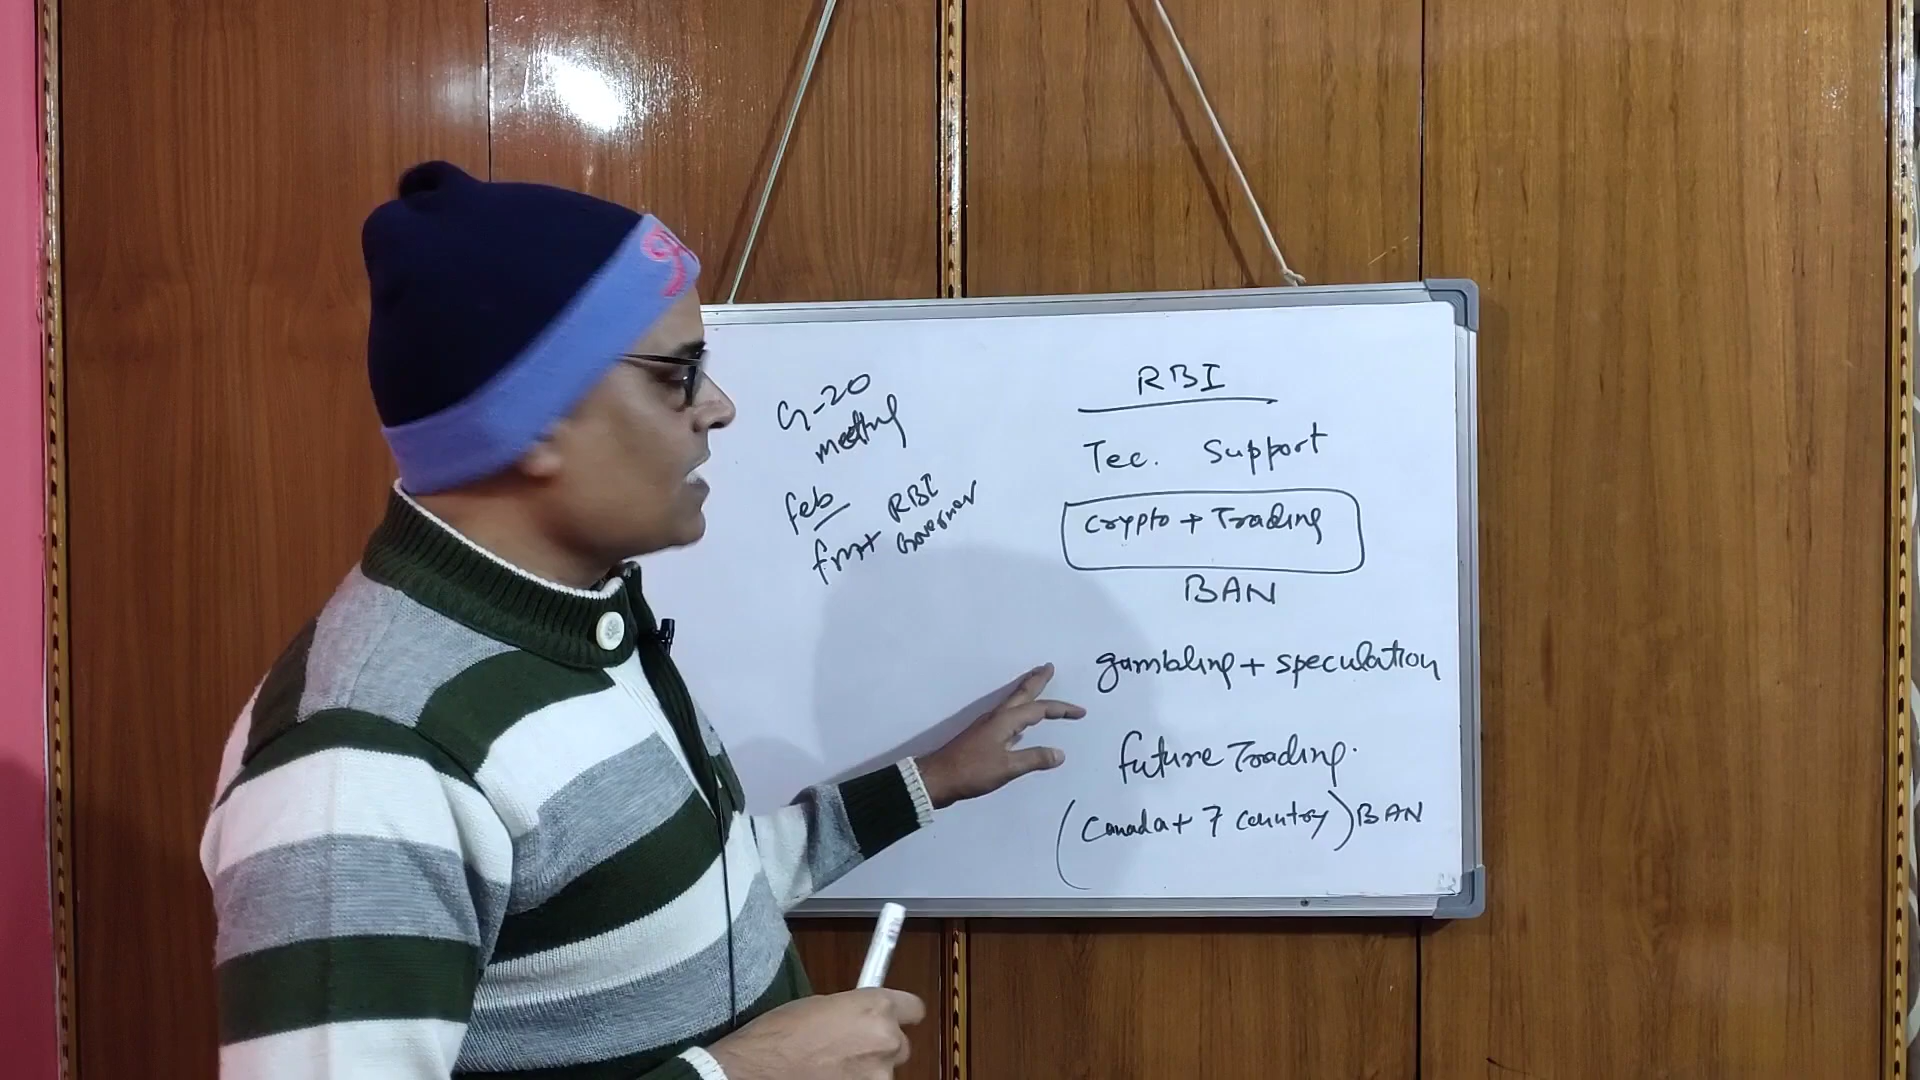 G-20
meeting
feb
first RBI
Governor
RBI
Tec. Support
Crypto + Trading
BAN
gambling + speculation
future Trading.
(Canada + 7 country) BAN